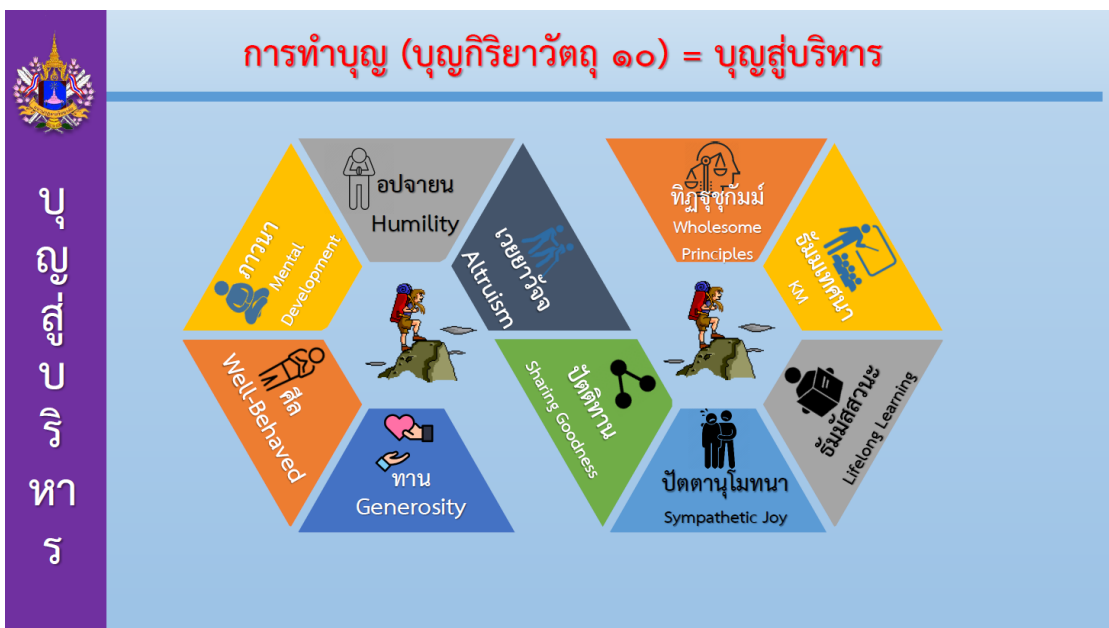 การทำบุญ (บุญกิริยาวัตถุ ๑๐) = บุญสู่บริหาร
บุญสู่บริหาร
ทาน
Generosity
ศีล
Well-Behaved
ภาวนา
Mental
Development
อปจายน
Humility
เวยยาวัจจ
Altruism
ปัตติทาน
Sharing Goodness
ปัตตานุโมทนา
Sympathetic Joy
ธัมมัสสวนะ
Lifelong Learning
ธัมมเทศนา
KM
ทิฏฐุชุกัมม์
Wholesome
Principles